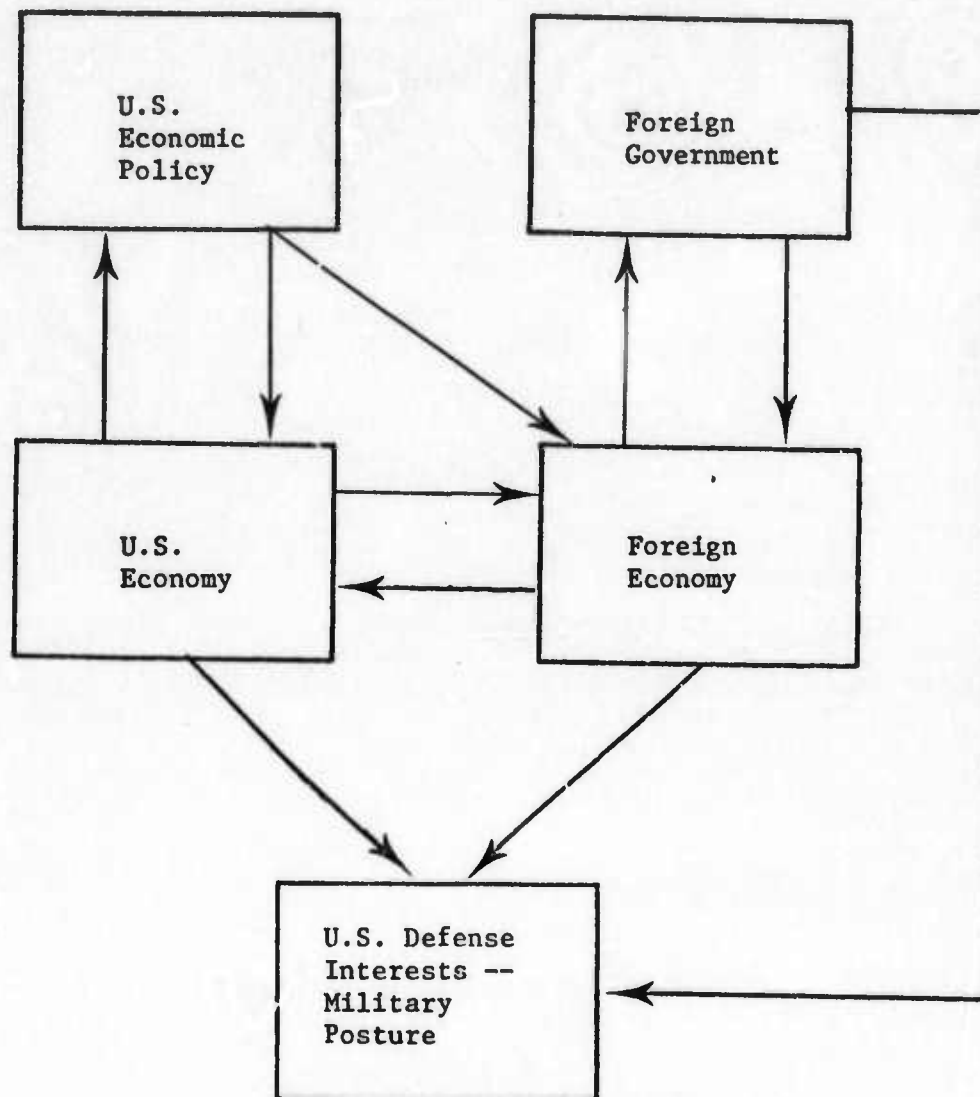 U.S.
Economic
Policy
Foreign
Government
U.S.
Economy
Foreign
Economy
U.S. Defense
Interests --
Military
Posture